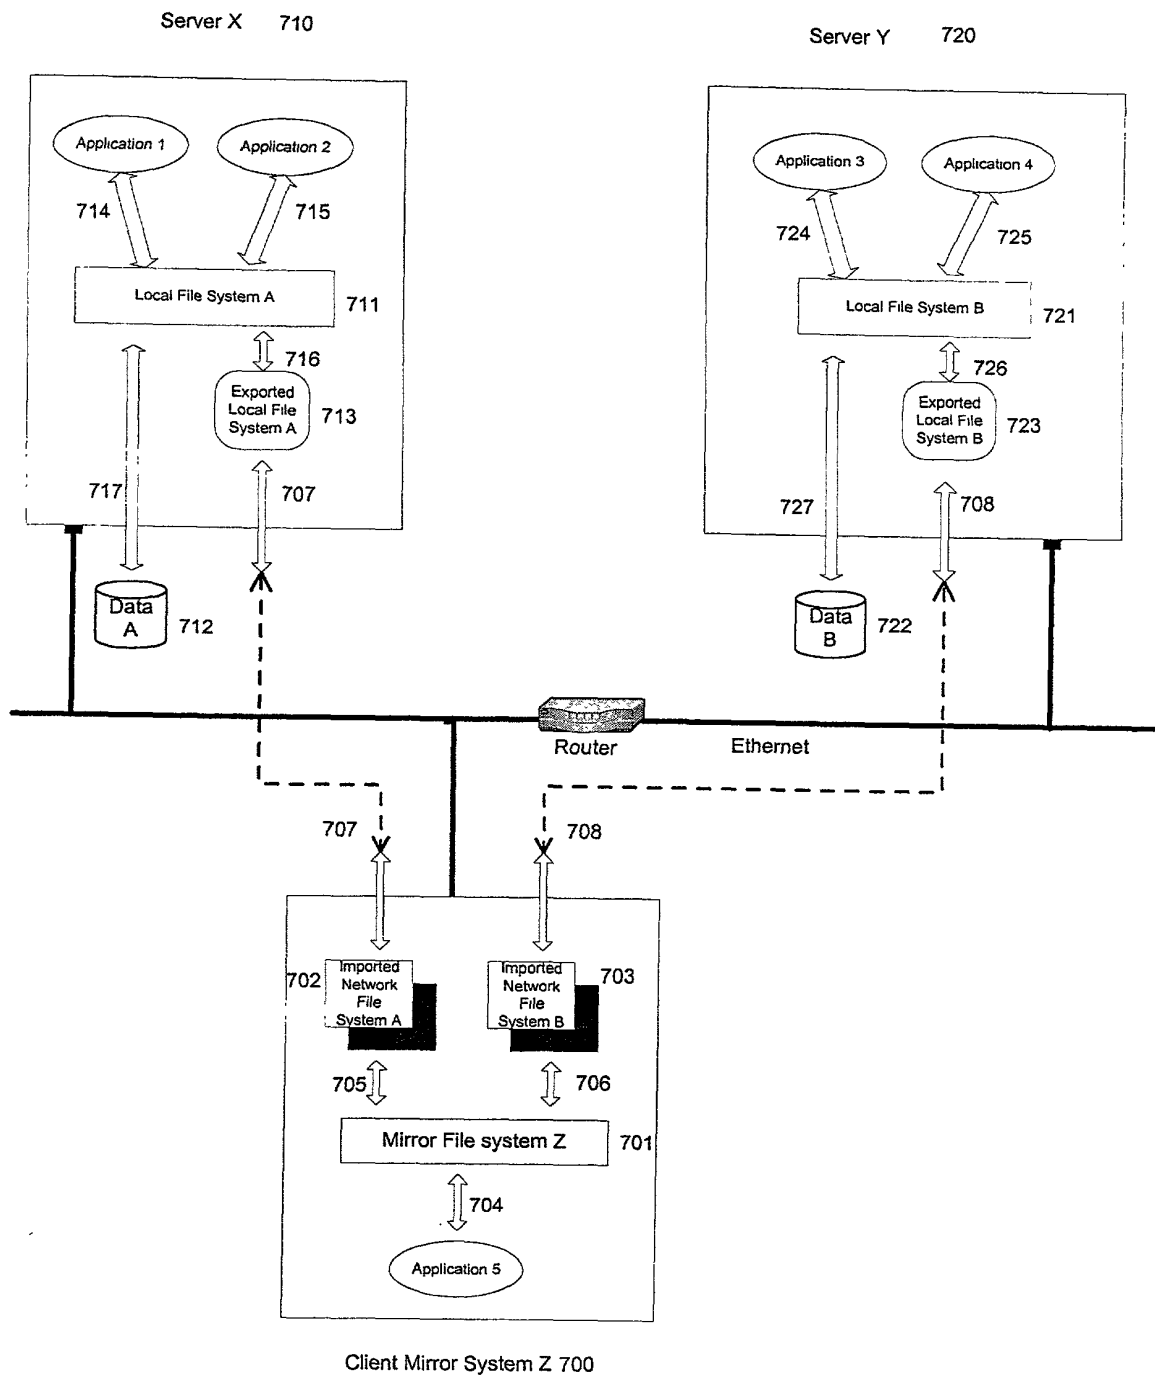 Server X 710
Server Y 720
Application 1
Application 2
714
715
Local File System A
711
716
Exported
Local File
System A
713
717
707
Data
A
712
Application 3
Application 4
724
725
Local File System B
721
726
Exported
Local File
System B
723
727
708
Data
B
722
Router
Ethernet
707
708
702
Imported
Network
File
System A
Imported
Network
File
System B
703
705
706
Mirror File system Z
701
704
Application 5
Client Mirror System Z 700